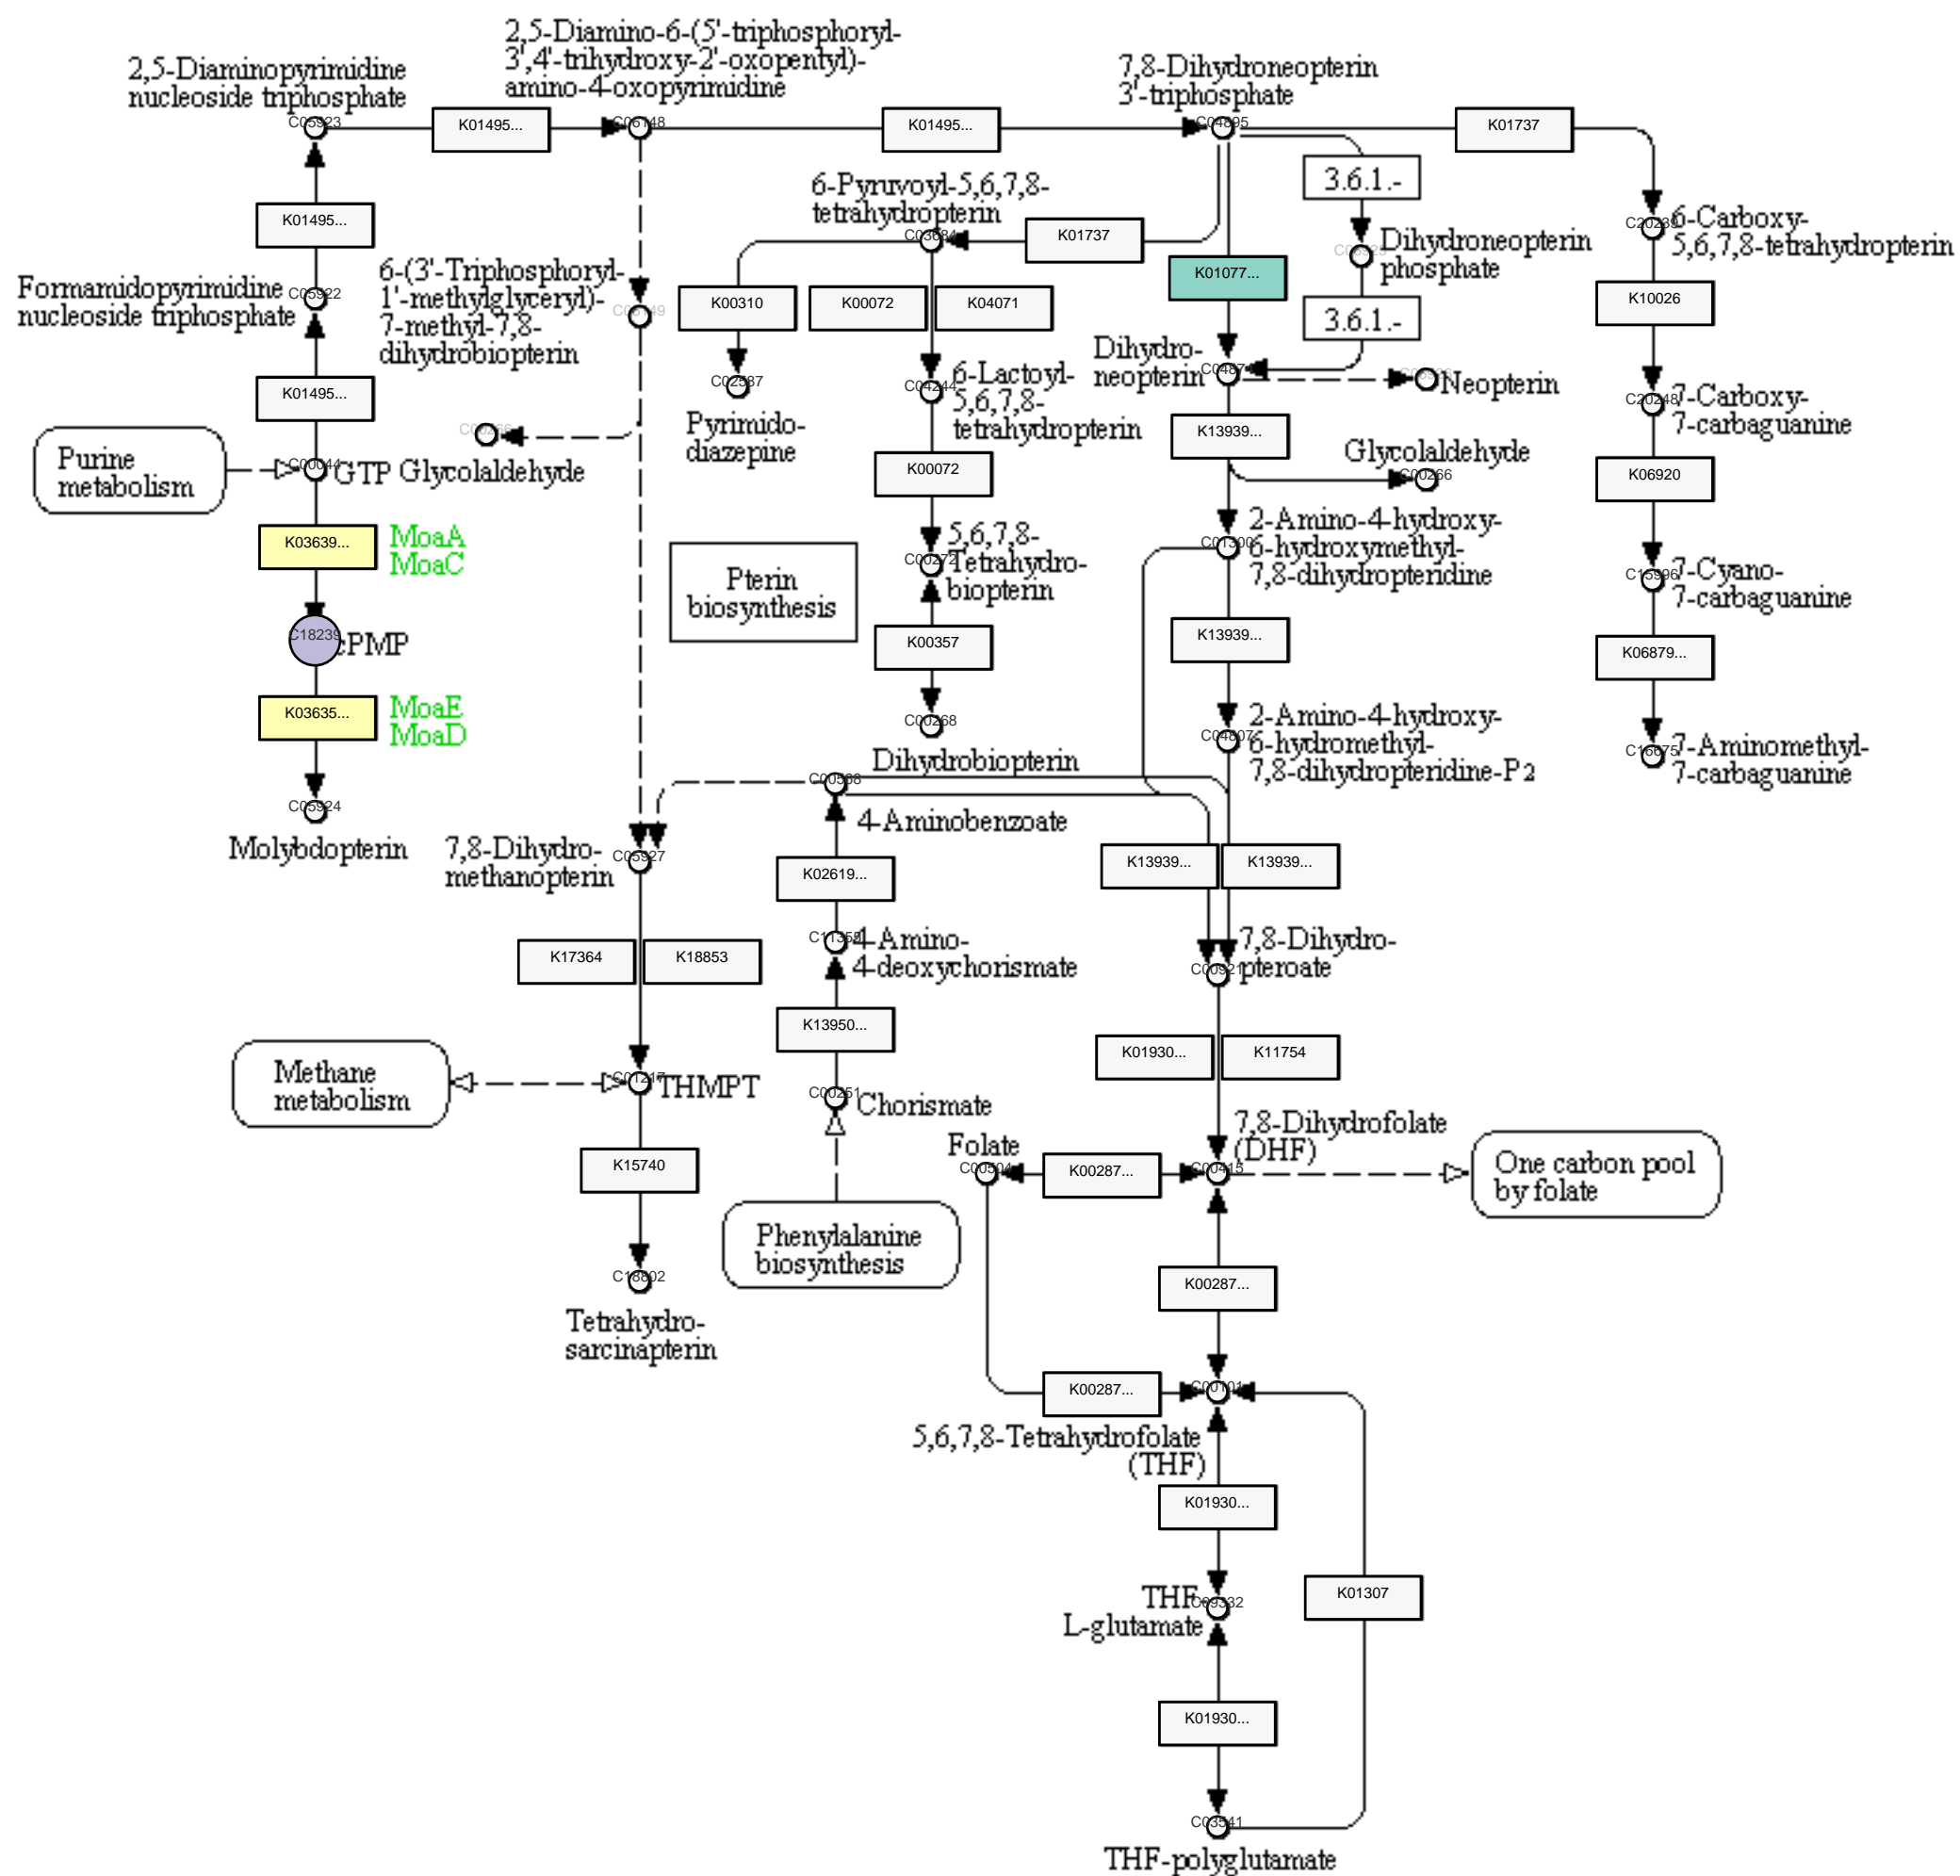 2,5-Diamino-6-(5'-triphosphoryl-
3',4'-trihydroxy-2'-oxopentyl)-
amino-4-oxopyrimidine
2,5-Diaminopyrimidine
nucleoside triphosphate
7,8-Dihydroneopterin
3'-triphosphate
C05923
K01495...
C06148
K01495...
C04895
K01737
3.6.1.-
6-Pyruvoyl-5,6,7,8-
tetrahydropterin
K01495...
C03684
K01737
C20239
6-Carboxy-
5,6,7,8-tetrahydropterin
Dihydroneopterin
phosphate
6-(3'-Triphosphoryl-
1'-methylglyceryl)-
7-methyl-7,8-
dihydrobiopterin
Formamidopyrimidine
nucleoside triphosphate
C05922
C06149
K00310
K00072
K04071
K01077...
3.6.1.-
K10026
Dihydro-
neopterin
Neopterin
C02587
C04244
6-Lactoyl-
5,6,7,8-
tetrahydropterin
C20248
7-Carboxy-
7-carbaguanine
K01495...
Pyrimido-
diazepine
K13939...
C00266
Glycolaldehyde
Purine
metabolism
C00044
GTP
Glycolaldehyde
K00072
C00266
K06920
K03639...
MoaA
MoaC
Pterin
biosynthesis
5,6,7,8-
Tetrahydro-
biopterin
C00272
C01300
2-Amino-4-hydroxy-
6-hydroxymethyl-
7,8-dihydropteridine
C15996
7-Cyano-
7-carbaguanine
C18239
cPMP
K00357
K13939...
K06879...
K03635...
MoaE
MoaD
C00268
Dihydrobiopterin
C04807
2-Amino-4-hydroxy-
6-hydromethyl-
7,8-dihydropteridine-P2
C16675
7-Aminomethyl-
7-carbaguanine
C05924
Molybdopterin
C00568
4-Aminobenzoate
7,8-Dihydro-
methanopterin
C05927
K02619...
K13939...
K13939...
K17364
K18853
C11355
4-Amino-
4-deoxychorismate
C00921
7,8-Dihydro-
pteroate
K13950...
K01930...
K11754
Methane
metabolism
C01217
THMPT
C00251
Chorismate
Folate
7,8-Dihydrofolate
(DHF)
K15740
C00504
K00287...
C00415
One carbon pool
by folate
Phenylalanine
biosynthesis
C18802
Tetrahydro-
sarcinapterin
K00287...
K00287...
C00101
5,6,7,8-Tetrahydrofolate
(THF)
K01930...
THF
L-glutamate
C09332
K01307
K01930...
C03541
THF-polyglutamate